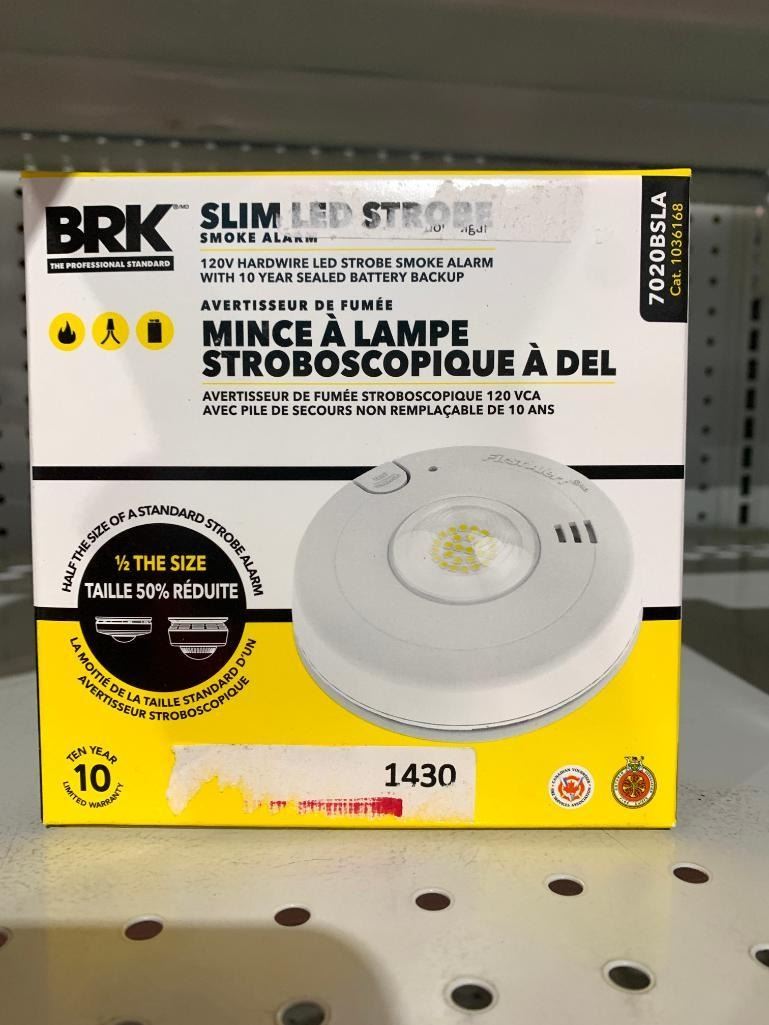 BRK
THE PROFESSIONAL STANDARD
SLIM LED STROBE
SMOKE ALARM
120V HARDWIRE LED STROBE SMOKE ALARM
WITH 10 YEAR SEALED BATTERY BACKUP
AVERTISSEUR DE FUMÉE
MINCE À LAMPE
STROBOSCOPIQUE À DEL
AVERTISSEUR DE FUMÉE STROBOSCOPIQUE 120 VCA
AVEC PILE DE SECOURS NON REMPLAÇABLE DE 10 ANS
7020BSLA
Cat. 1036168
First Alert
HALF THE SIZE OF A STANDARD STROBE ALARM
½ THE SIZE
TAILLE 50% RÉDUITE
LA MOITIÉ DE LA TAILLE STANDARD D'UN
AVERTISSEUR STROBOSCOPIQUE
TEN YEAR
10
LIMITED WARRANTY
1430